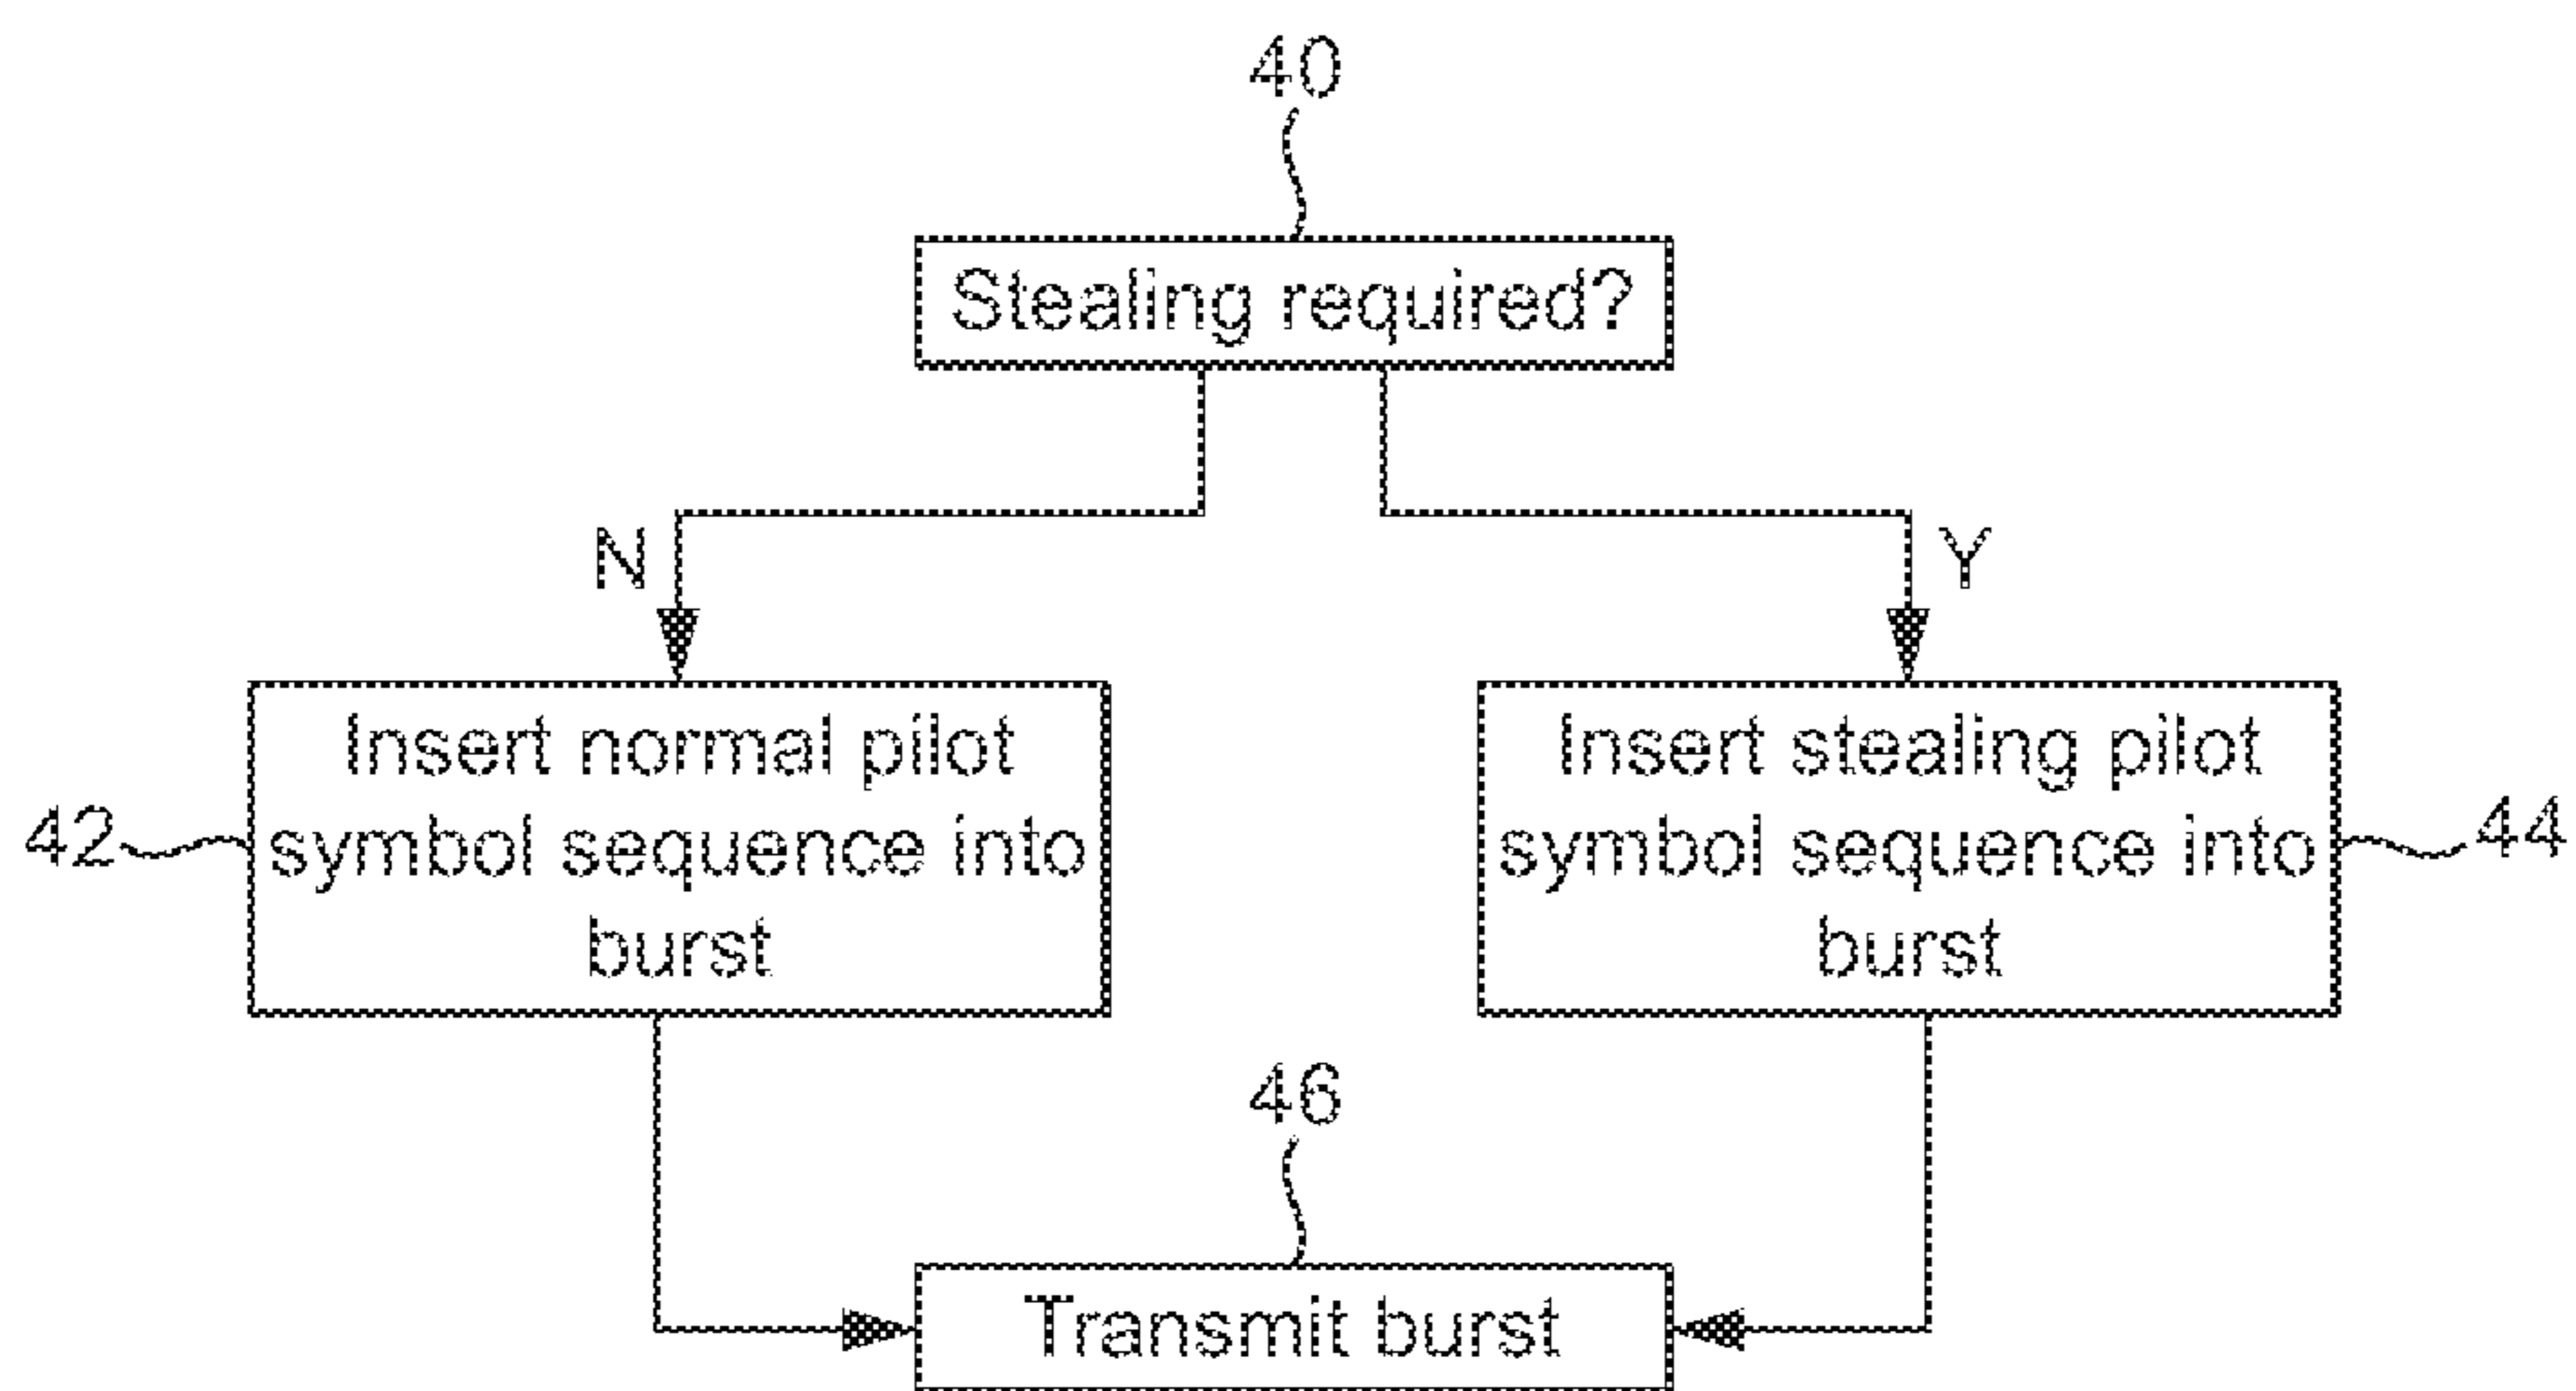 40
Stealing required?
N
Y
Insert normal pilot
symbol sequence into
burst
42
Insert stealing pilot
symbol sequence into
burst
44
46
Transmit burst